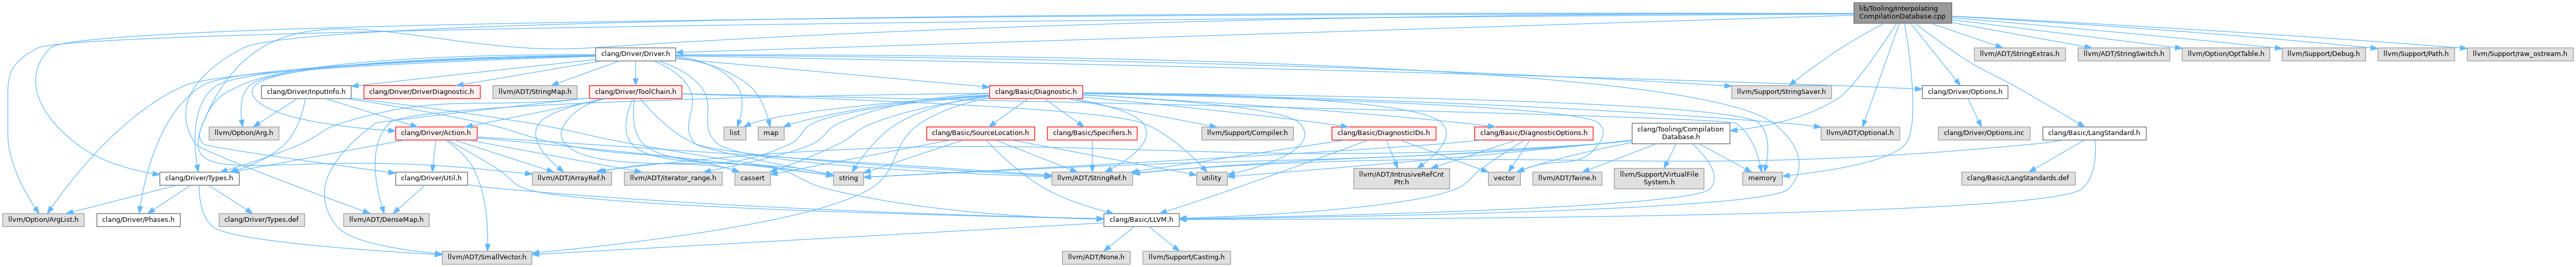 lib/Tooling/Interpolating
CompilationDatabase.cpp
clang/Driver/Driver.h
llvm/ADT/StringExtras.h
llvm/ADT/StringSwitch.h
llvm/Option/OptTable.h
llvm/Support/Debug.h
llvm/Support/Path.h
llvm/Support/raw_ostream.h
clang/Driver/InputInfo.h
clang/Driver/DriverDiagnostic.h
llvm/ADT/StringMap.h
clang/Driver/ToolChain.h
clang/Basic/Diagnostic.h
llvm/Support/StringSaver.h
clang/Driver/Options.h
llvm/Option/Arg.h
clang/Driver/Action.h
list
map
clang/Basic/SourceLocation.h
clang/Basic/Specifiers.h
llvm/Support/Compiler.h
clang/Basic/DiagnosticIDs.h
clang/Basic/DiagnosticOptions.h
clang/Tooling/Compilation
Database.h
llvm/ADT/Optional.h
clang/Driver/Options.inc
clang/Basic/LangStandard.h
clang/Driver/Types.h
clang/Driver/Util.h
llvm/ADT/ArrayRef.h
llvm/ADT/iterator_range.h
cassert
string
llvm/ADT/StringRef.h
utility
llvm/ADT/IntrusiveRefCnt
Ptr.h
vector
llvm/ADT/Twine.h
llvm/Support/VirtualFile
System.h
memory
clang/Basic/LangStandards.def
llvm/Option/ArgList.h
clang/Driver/Phases.h
clang/Driver/Types.def
llvm/ADT/DenseMap.h
clang/Basic/LLVM.h
llvm/ADT/SmallVector.h
llvm/ADT/None.h
llvm/Support/Casting.h